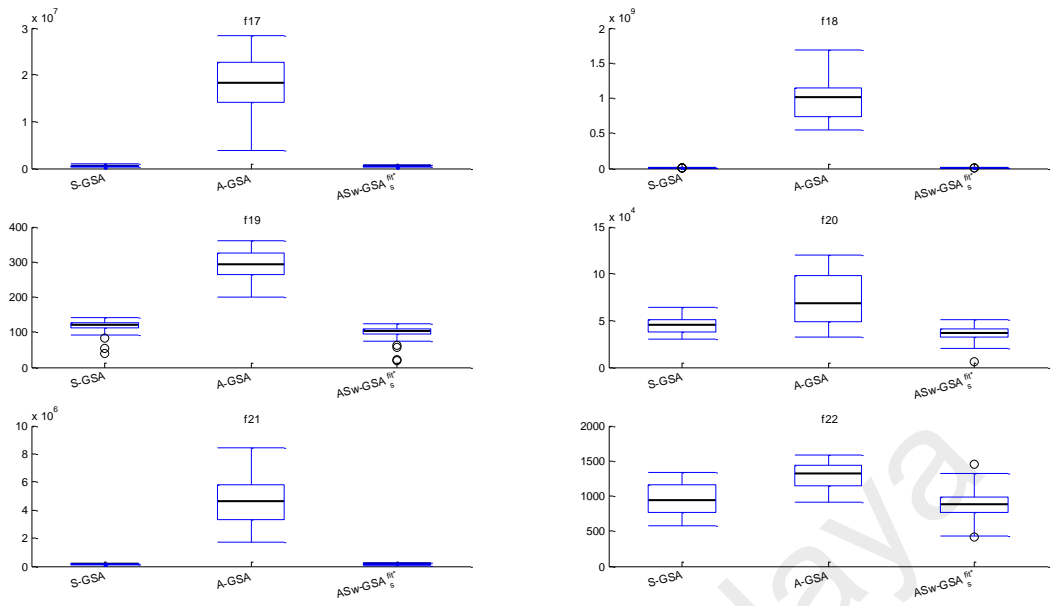 x 10^7
f17
3
2
1
0
S-GSA
A-GSA
ASw-GSA_s^fit*
x 10^9
f18
2
1.5
1
0.5
0
S-GSA
A-GSA
ASw-GSA_s^fit*
f19
400
300
200
100
0
S-GSA
A-GSA
ASw-GSA_s^fit*
x 10^4
f20
15
10
5
0
S-GSA
A-GSA
ASw-GSA_s^fit*
x 10^6
f21
10
8
6
4
2
0
S-GSA
A-GSA
ASw-GSA_s^fit*
f22
2000
1500
1000
500
0
S-GSA
A-GSA
ASw-GSA_s^fit*